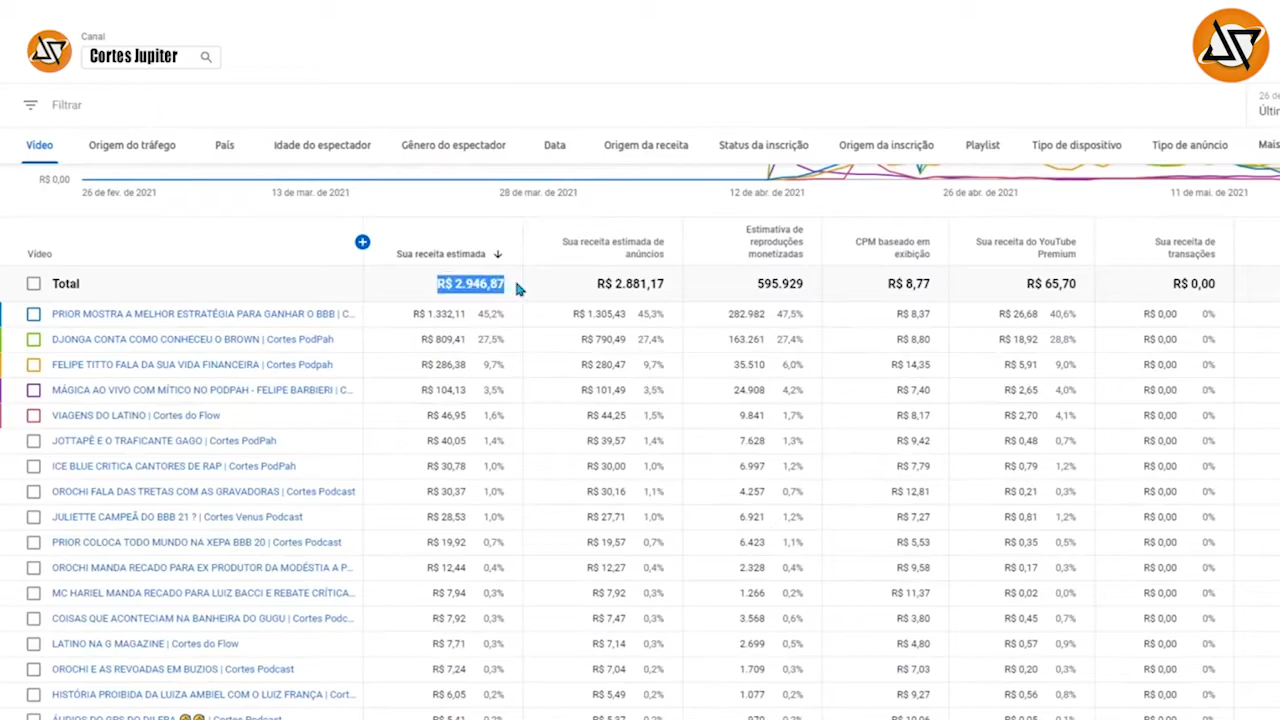 Canal
Cortes Jupiter
Filtrar
26 de
Últi
Vídeo Origem do tráfego País Idade do espectador Gênero do espectador Data Origem da receita Status da inscrição Origem da inscrição Playlist Tipo de dispositivo Tipo de anúncio Mais
R$ 0,00
26 de fev. de 2021 13 de mar. de 2021 28 de mar. de 2021 12 de abr. de 2021 26 de abr. de 2021 11 de mai. de 2021
Vídeo
Sua receita estimada
Sua receita estimada de
anúncios
Estimativa de
reproduções
monetizadas
CPM baseado em
exibição
Sua receita do YouTube
Premium
Sua receita de
transações
Total R$ 2.946,87 R$ 2.881,17 595.929 R$ 8,77 R$ 65,70 R$ 0,00
PRIOR MOSTRA A MELHOR ESTRATÉGIA PARA GANHAR O BBB | C... R$ 1.332,11 45,2% R$ 1.305,43 45,3% 282.982 47,5% R$ 8,37 R$ 26,68 40,6% R$ 0,00 0%
DJONGA CONTA COMO CONHECEU O BROWN | Cortes PodPah R$ 809,41 27,5% R$ 790,49 27,4% 163.261 27,4% R$ 8,80 R$ 18,92 28,8% R$ 0,00 0%
FELIPE TITTO FALA DA SUA VIDA FINANCEIRA | Cortes Podpah R$ 286,38 9,7% R$ 280,47 9,7% 35.510 6,0% R$ 14,35 R$ 5,91 9,0% R$ 0,00 0%
MÁGICA AO VIVO COM MÍTICO NO PODPAH - FELIPE BARBIERI | C... R$ 104,13 3,5% R$ 101,49 3,5% 24.908 4,2% R$ 7,40 R$ 2,65 4,0% R$ 0,00 0%
VIAGENS DO LATINO | Cortes do Flow R$ 46,95 1,6% R$ 44,25 1,5% 9.841 1,7% R$ 8,17 R$ 2,70 4,1% R$ 0,00 0%
JOTTAPÊ E O TRAFICANTE GAGO | Cortes PodPah R$ 40,05 1,4% R$ 39,57 1,4% 7.628 1,3% R$ 9,42 R$ 0,48 0,7% R$ 0,00 0%
ICE BLUE CRITICA CANTORES DE RAP | Cortes PodPah R$ 30,78 1,0% R$ 30,00 1,0% 6.997 1,2% R$ 7,79 R$ 0,79 1,2% R$ 0,00 0%
OROCHI FALA DAS TRETAS COM AS GRAVADORAS | Cortes Podcast R$ 30,37 1,0% R$ 30,16 1,1% 4.257 0,7% R$ 12,81 R$ 0,21 0,3% R$ 0,00 0%
JULIETTE CAMPEÃ DO BBB 21 ? | Cortes Venus Podcast R$ 28,53 1,0% R$ 27,71 1,0% 6.921 1,2% R$ 7,27 R$ 0,81 1,2% R$ 0,00 0%
PRIOR COLOCA TODO MUNDO NA XEPA BBB 20 | Cortes Podcast R$ 19,92 0,7% R$ 19,57 0,7% 6.423 1,1% R$ 5,53 R$ 0,35 0,5% R$ 0,00 0%
OROCHI MANDA RECADO PARA EX PRODUTOR DA MODÉSTIA A P... R$ 12,44 0,4% R$ 12,27 0,4% 2.328 0,4% R$ 9,58 R$ 0,17 0,3% R$ 0,00 0%
MC HARIEL MANDA RECADO PARA LUIZ BACCI E REBATE CRÍTICA... R$ 7,94 0,3% R$ 7,92 0,3% 1.266 0,2% R$ 11,37 R$ 0,02 0,0% R$ 0,00 0%
COISAS QUE ACONTECIAM NA BANHEIRA DO GUGU | Cortes Podc... R$ 7,92 0,3% R$ 7,47 0,3% 3.568 0,6% R$ 3,80 R$ 0,45 0,7% R$ 0,00 0%
LATINO NA G MAGAZINE | Cortes do Flow R$ 7,71 0,3% R$ 7,14 0,3% 2.699 0,5% R$ 4,80 R$ 0,57 0,9% R$ 0,00 0%
OROCHI E AS REVOADAS EM BUZIOS | Cortes Podcast R$ 7,24 0,3% R$ 7,04 0,2% 1.709 0,3% R$ 7,03 R$ 0,20 0,3% R$ 0,00 0%
HISTÓRIA PROIBIDA DA LUIZA AMBIEL COM O LUIZ FRANÇA | Cort... R$ 6,05 0,2% R$ 5,49 0,2% 1.077 0,2% R$ 9,27 R$ 0,56 0,8% R$ 0,00 0%